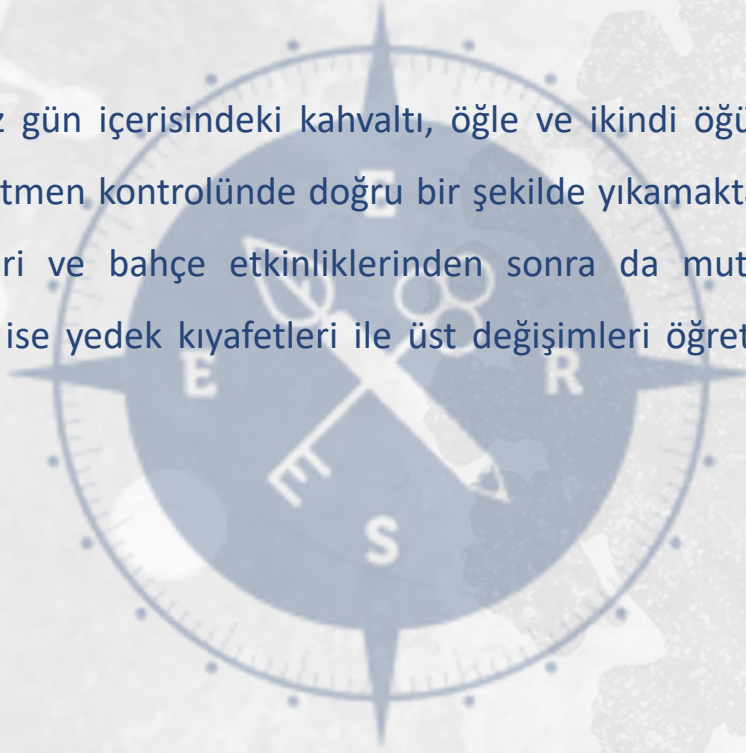 z gün içerisindeki kahvaltı, öğle ve ikindi öğü
tmen kontrolünde doğru bir şekilde yıkamakta
E
ri ve bahçe etkinliklerinden sonra da mut
ise yedek kıyafetleri ile üst değişimleri öğret
E R
S